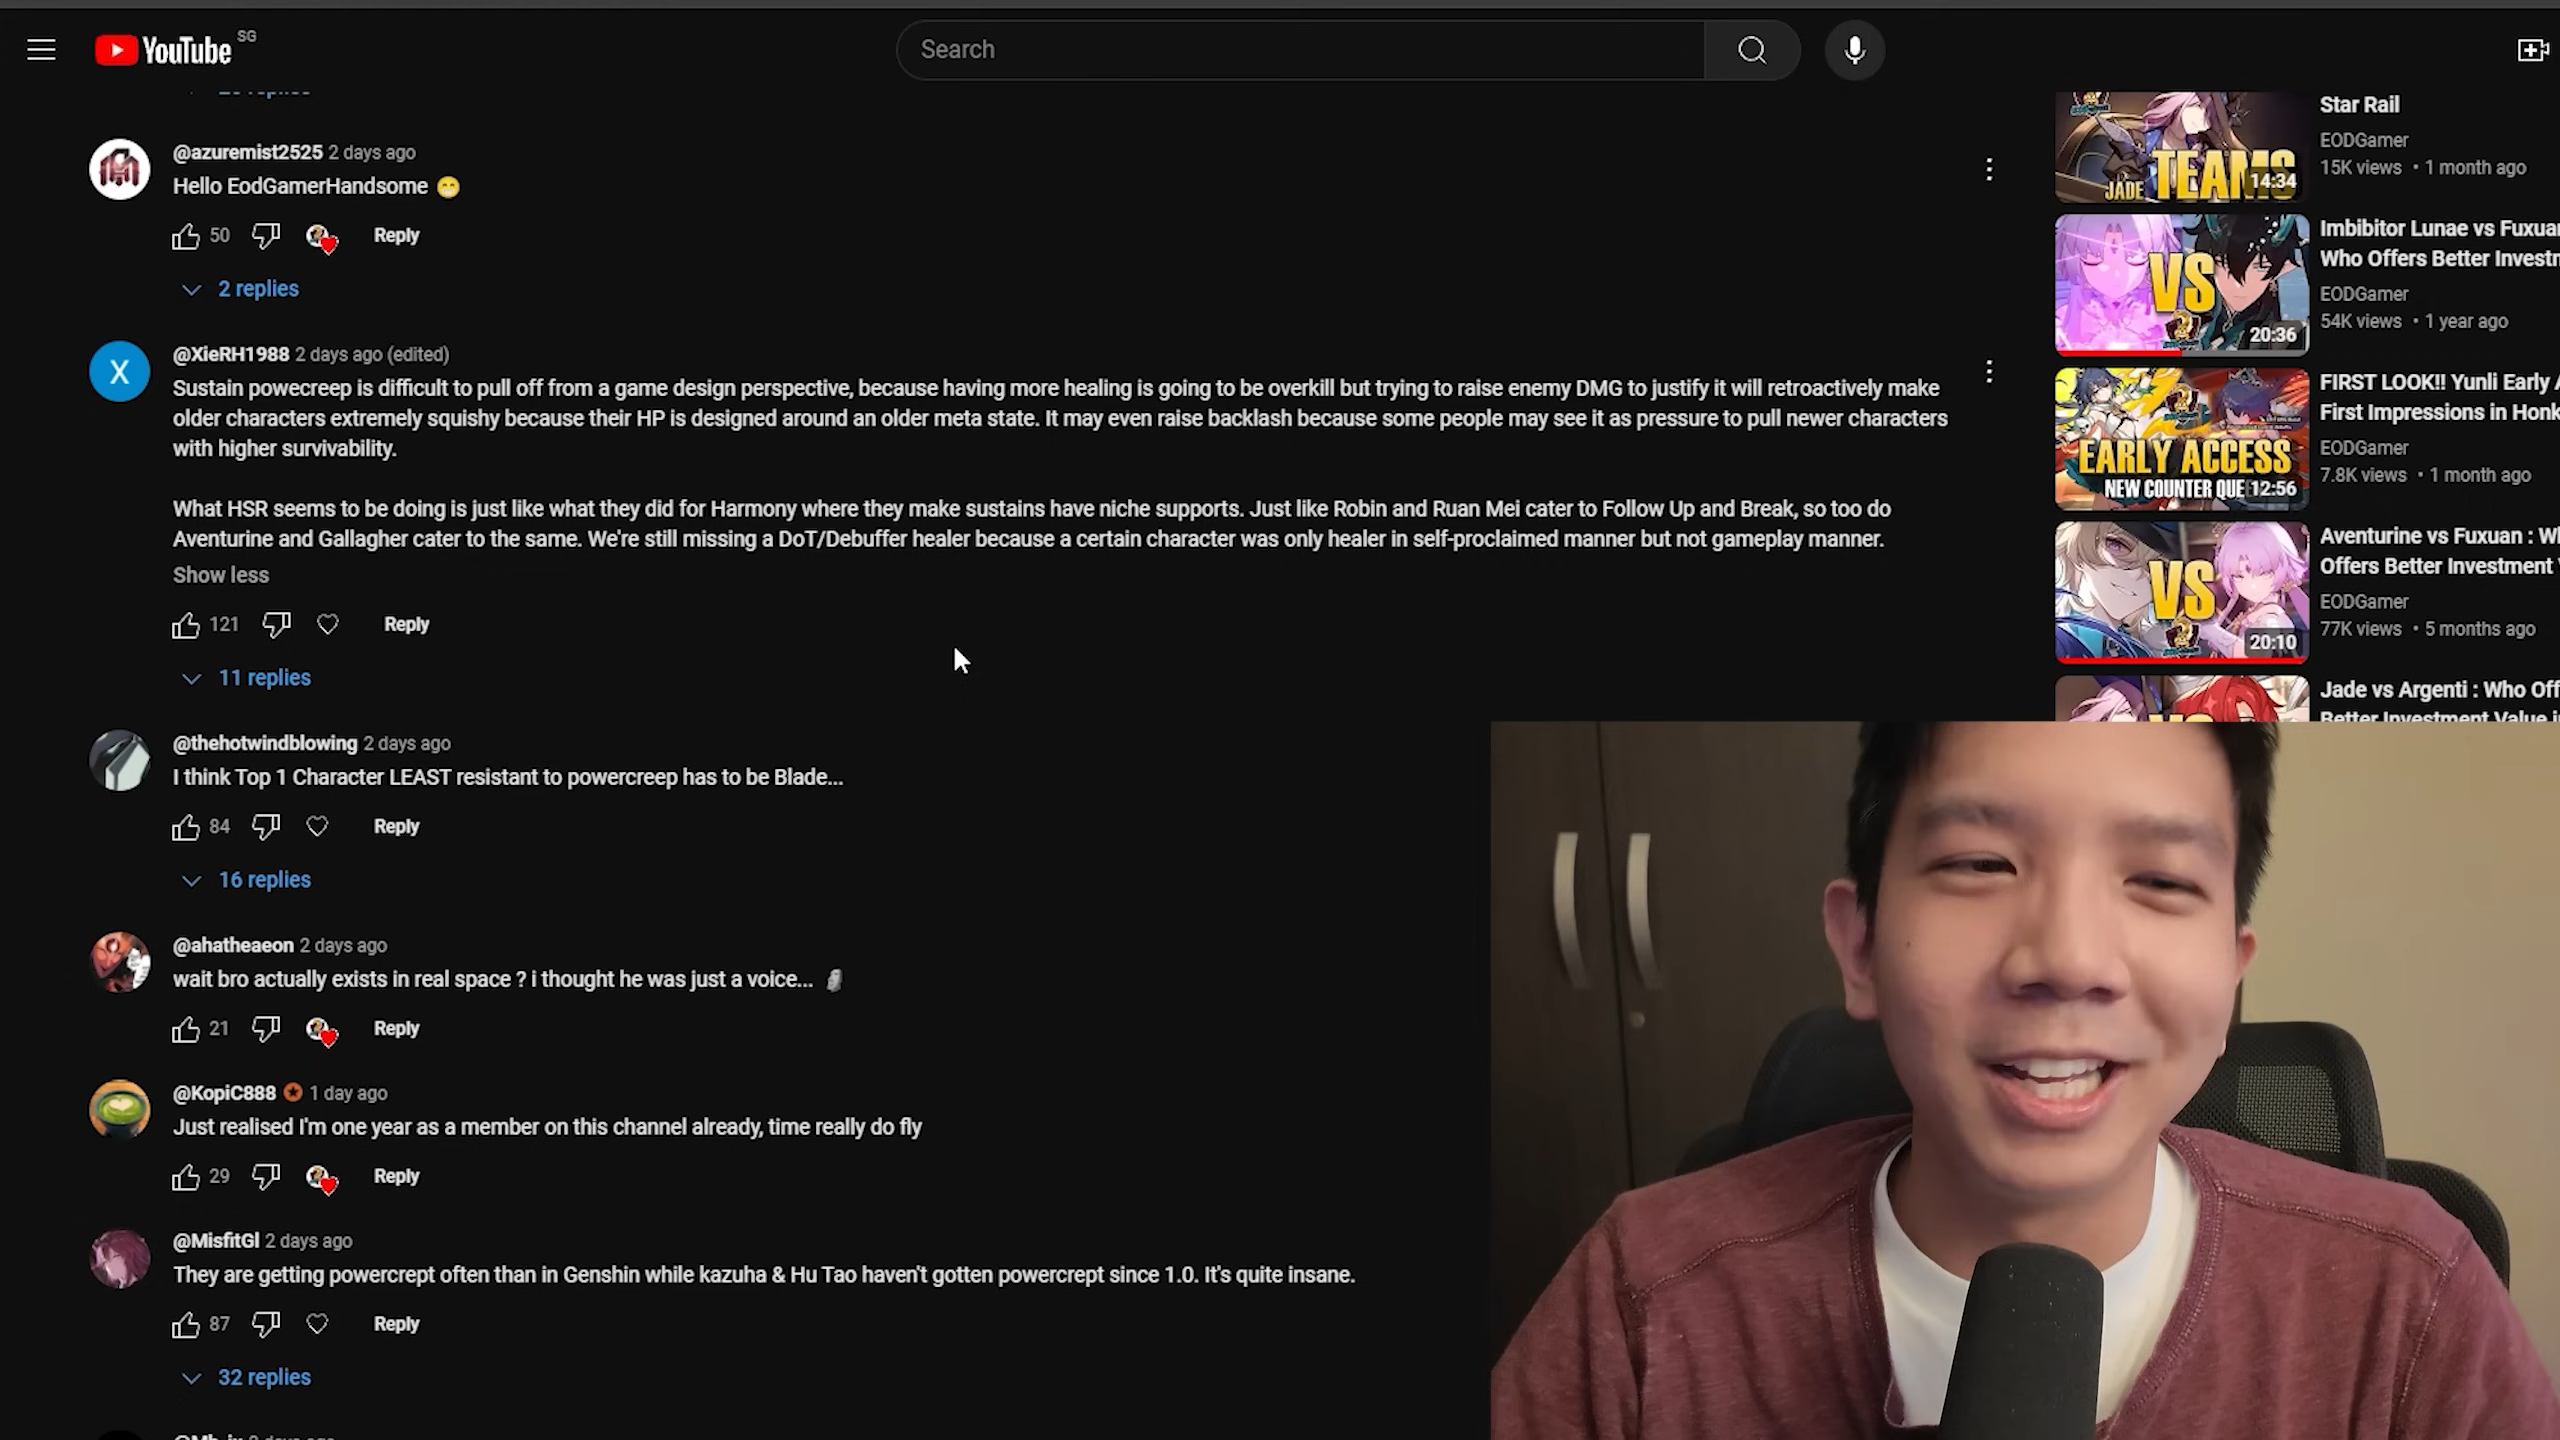 YouTube SG
Search
@azuremist2525 2 days ago
Hello EodGamerHandsome 😁
50 Reply
2 replies
@XieRH1988 2 days ago (edited)
Sustain powecreep is difficult to pull off from a game design perspective, because having more healing is going to be overkill but trying to raise enemy DMG to justify it will retroactively make
older characters extremely squishy because their HP is designed around an older meta state. It may even raise backlash because some people may see it as pressure to pull newer characters
with higher survivability.
What HSR seems to be doing is just like what they did for Harmony where they make sustains have niche supports. Just like Robin and Ruan Mei cater to Follow Up and Break, so too do
Aventurine and Gallagher cater to the same. We're still missing a DoT/Debuffer healer because a certain character was only healer in self-proclaimed manner but not gameplay manner.
Show less
121 Reply
11 replies
X
@thehotwindblowing 2 days ago
I think Top 1 Character LEAST resistant to powercreep has to be Blade...
84 Reply
16 replies
@ahatheaeon 2 days ago
wait bro actually exists in real space ? i thought he was just a voice... 🗿
21 Reply
@KopiC888 1 day ago
Just realised I'm one year as a member on this channel already, time really do fly
29 Reply
@MisfitGl 2 days ago
They are getting powercrept often than in Genshin while kazuha & Hu Tao haven't gotten powercrept since 1.0. It's quite insane.
87 Reply
32 replies
JADE TEAMS
14:34
Star Rail
EODGamer
15K views • 1 month ago
VS
20:36
Imbibitor Lunae vs Fuxuan
Who Offers Better Investm
EODGamer
54K views • 1 year ago
EARLY ACCESS
NEW COUNTER QUE
12:56
FIRST LOOK!! Yunli Early A
First Impressions in Honk
EODGamer
7.8K views • 1 month ago
VS
20:10
Aventurine vs Fuxuan : Wh
Offers Better Investment V
EODGamer
77K views • 5 months ago
Jade vs Argenti : Who Off
Better Investment Value i